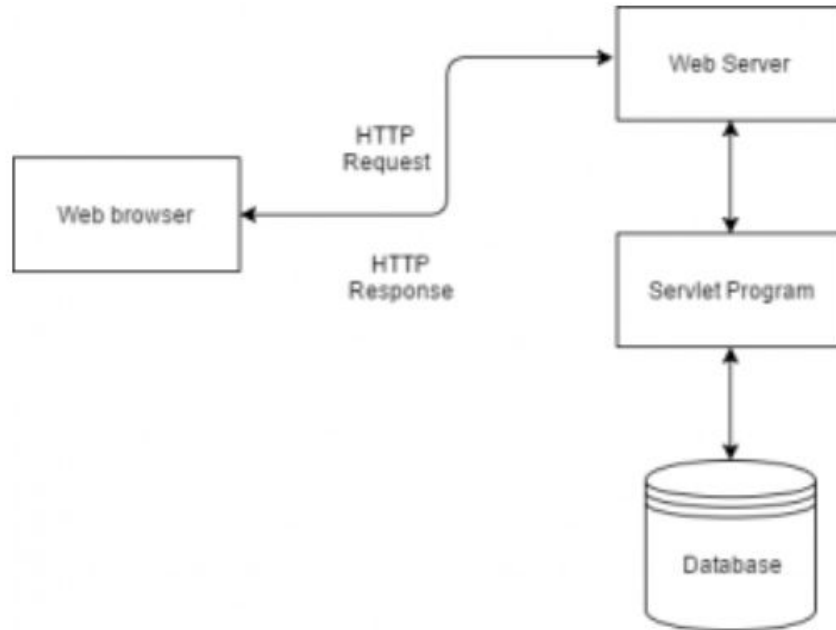 Web Server
HTTP
Request
Web browser
HTTP
Response
Servlet Program
Database